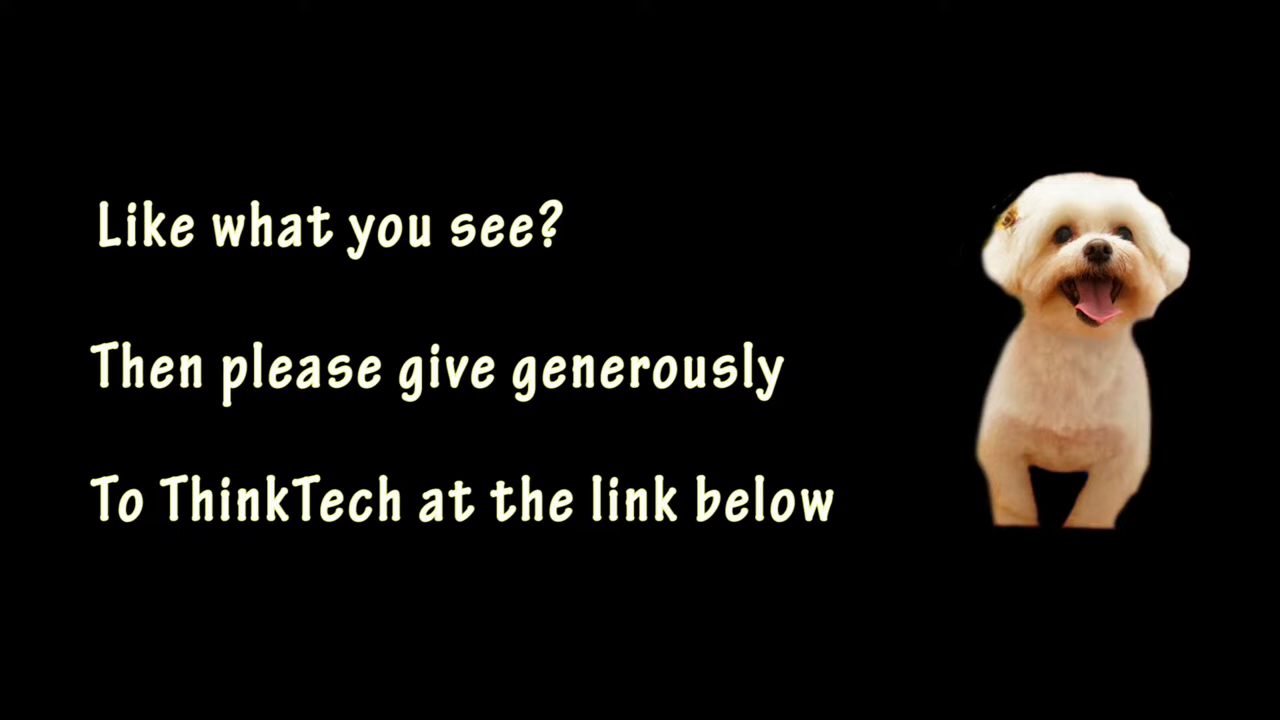 Like what you see?
Then please give generously
To ThinkTech at the link below